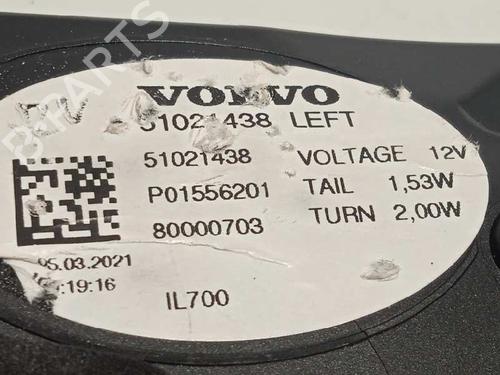 VOLVO
51021438 LEFT
51021438 VOLTAGE 12V
P01556201 TAIL 1,53W
80000703 TURN 2,00W
05.03.2021
:19:16
IL700
B-PARTS